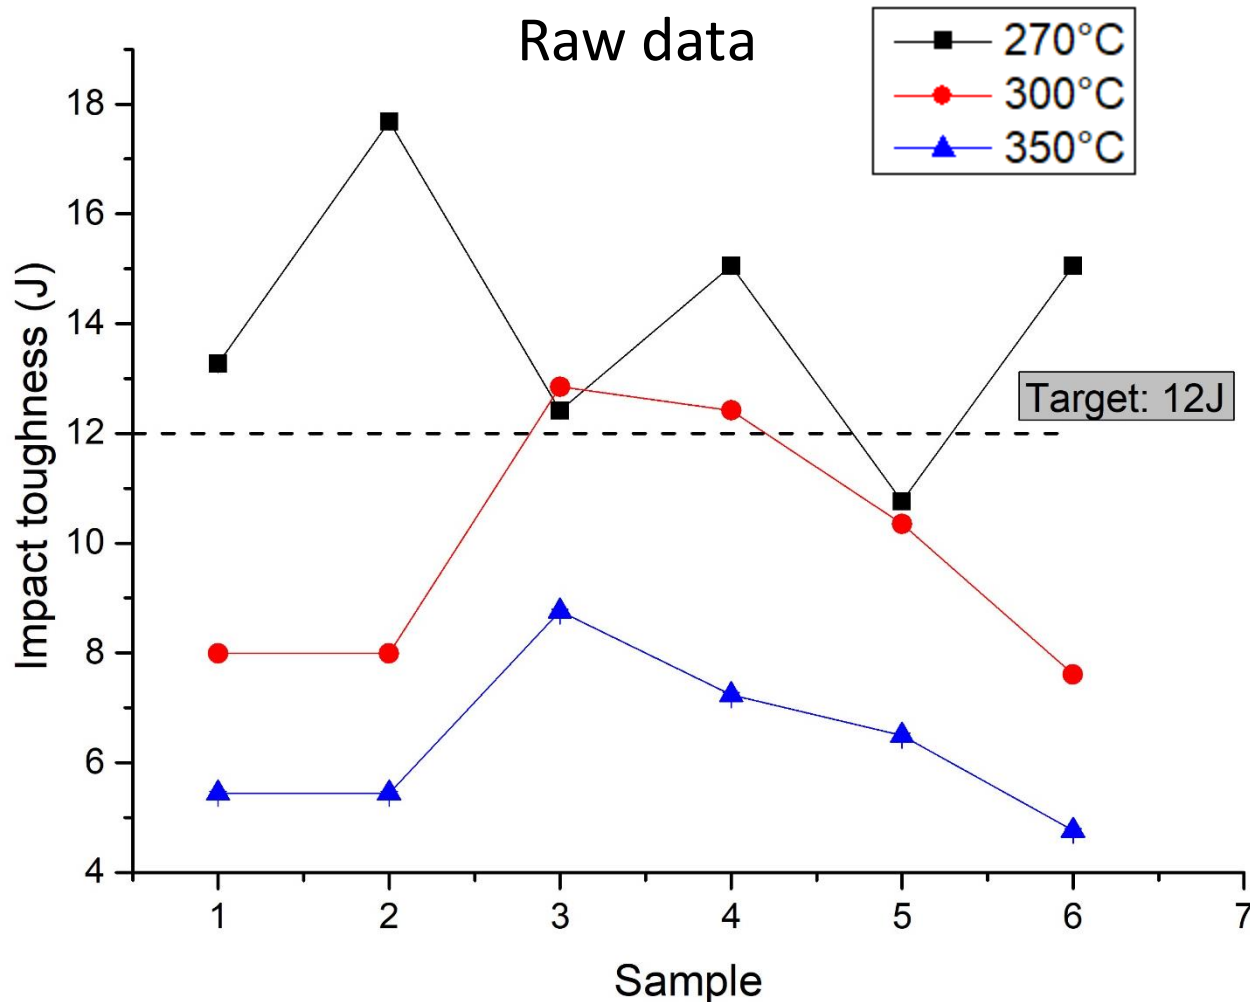 Raw data
270°C
300°C
350°C
18
16
14
12
10
8
6
4
Impact toughness (J)
Target: 12J
1 2 3 4 5 6 7
Sample